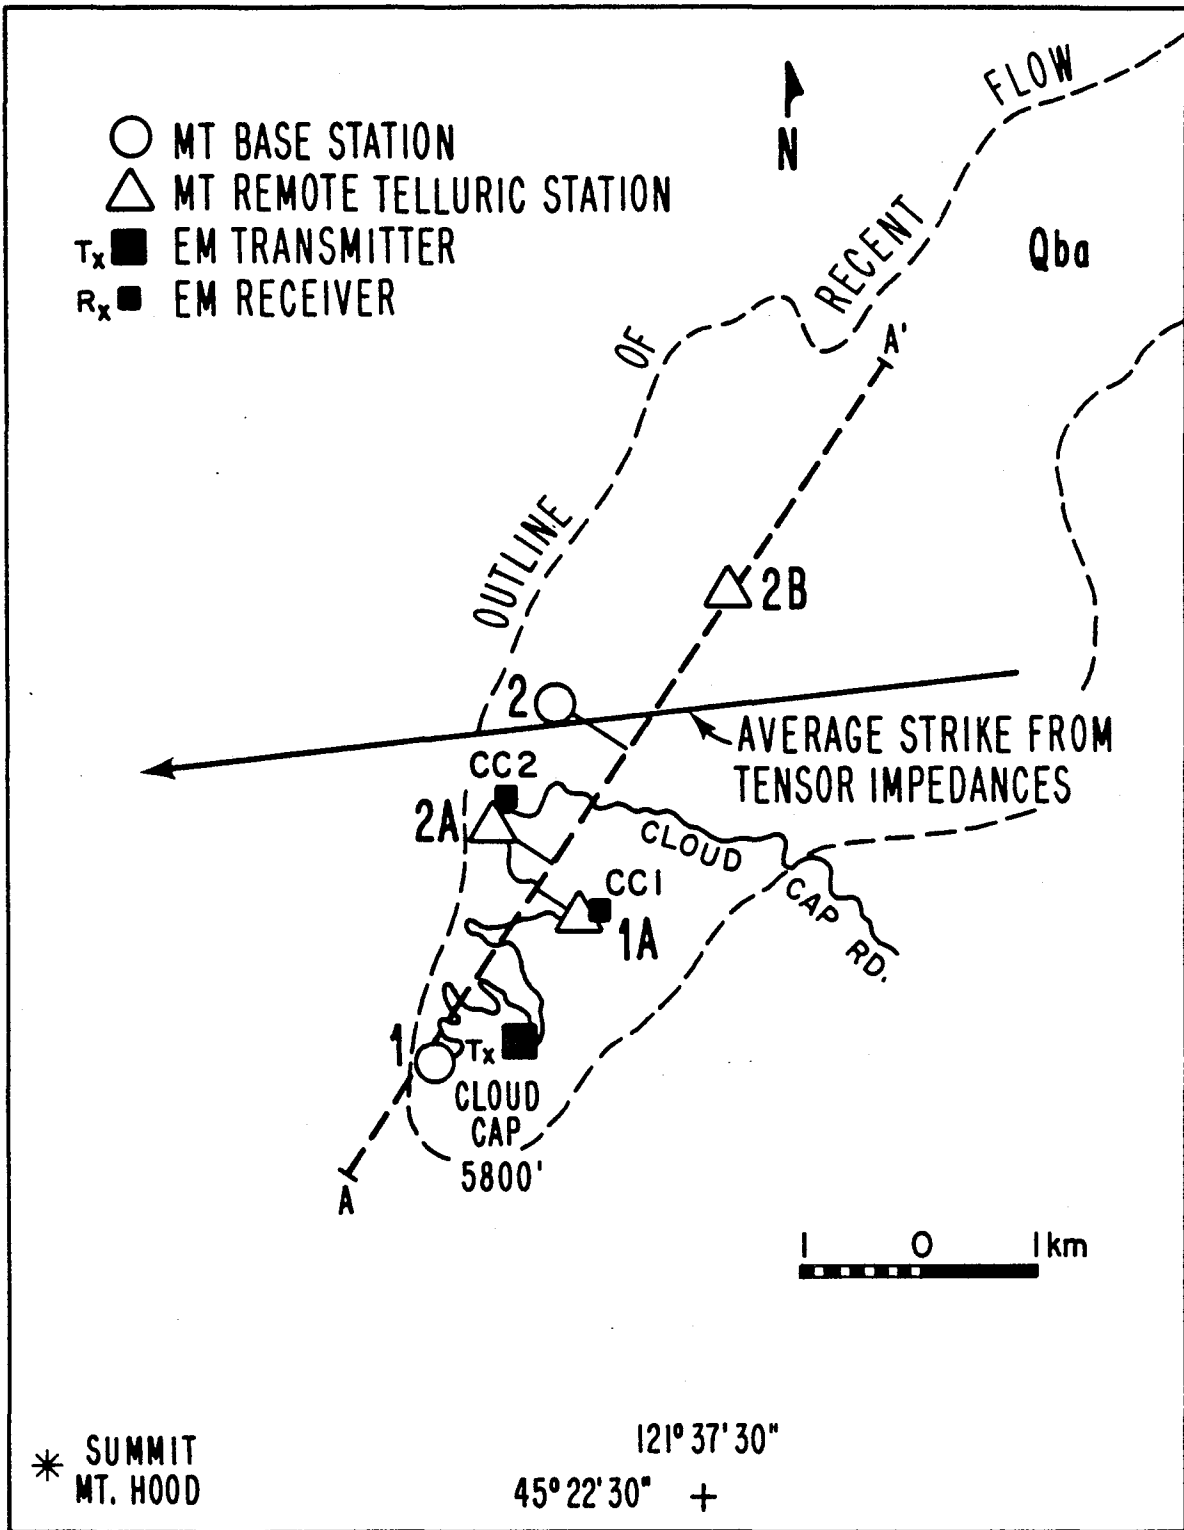 MT BASE STATION
MT REMOTE TELLURIC STATION
Tx EM TRANSMITTER
Rx EM RECEIVER
N
OUTLINE OF RECENT FLOW
Qba
A'
2B
2
AVERAGE STRIKE FROM
TENSOR IMPEDANCES
CC2
2A
CLOUD CAP RD.
CC1
1A
1
Tx
CLOUD
CAP
5800'
A
1 0 1km
SUMMIT
MT. HOOD
121° 37' 30"
45° 22' 30"